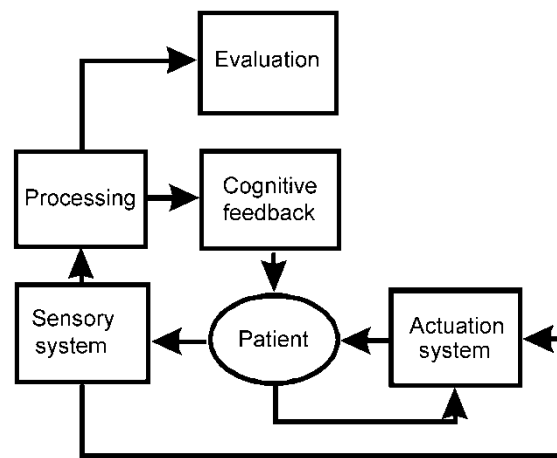 Evaluation
Processing
Cognitive
feedback
Sensory
system
Patient
Actuation
system